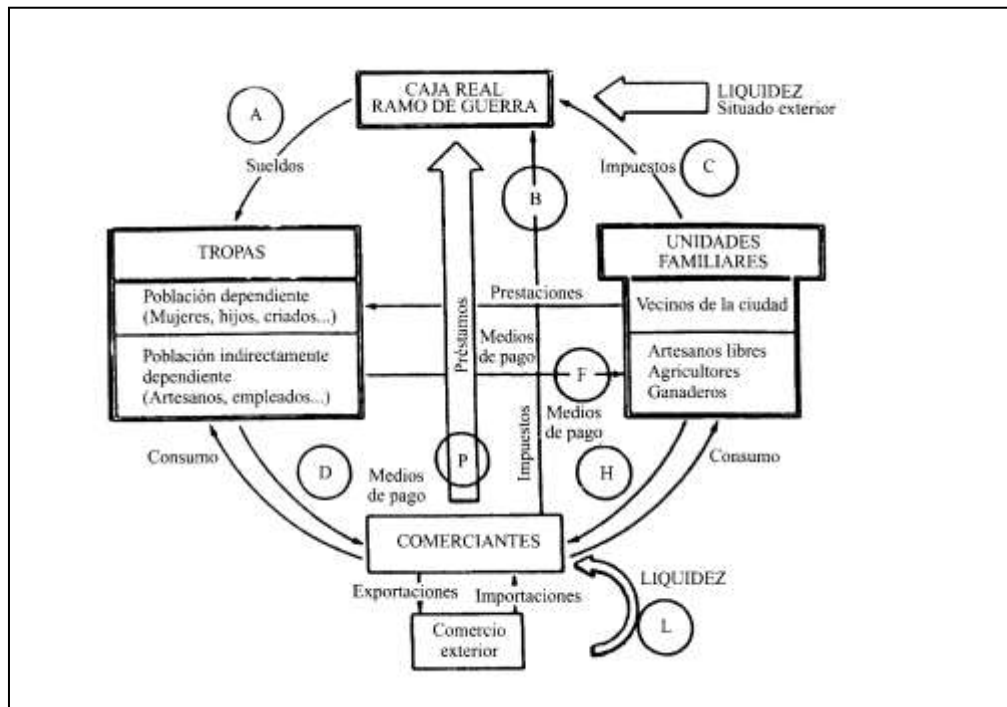 CAJA REAL
RAMO DE GUERRA
LIQUIDEZ
Situado exterior
A
Sueldos
Impuestos
C
B
TROPAS
UNIDADES
FAMILIARES
Población dependiente
(Mujeres, hijos, criados...)
Prestaciones
Vecinos de la ciudad
Préstamos
Medios
de pago
Población indirectamente
dependiente
(Artesanos, empleados...)
F
Artesanos libres
Agricultores
Ganaderos
Medios
de pago
Impuestos
Consumo
D
Medios
de pago
P
H
Consumo
COMERCIANTES
LIQUIDEZ
Exportaciones
Importaciones
L
Comercio
exterior